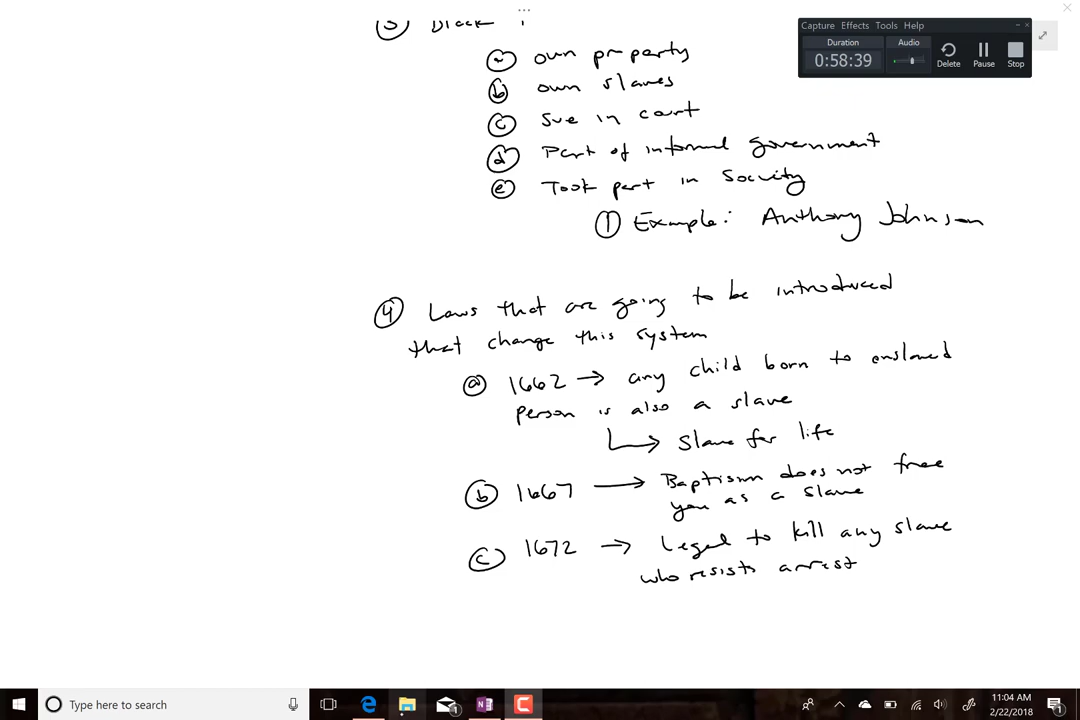 ③ Black
Capture Effects Tools Help
Duration
Audio
0:58:39
Delete
Pause
Stop
ⓐ own property
ⓑ own slaves
ⓒ Sue in court
ⓓ Part of informal government
ⓔ Took part in Society
① Example: Anthony Johnson
④ Laws that are going to be introduced
that change this system
ⓐ 1662 → any child born to enslaved
person is also a slave
↳ Slave for life
ⓑ 1667 → Baptism does not free
you as a slave
ⓒ 1672 → Legal to kill any slave
who resists arrest
Type here to search
11:04 AM
2/22/2018